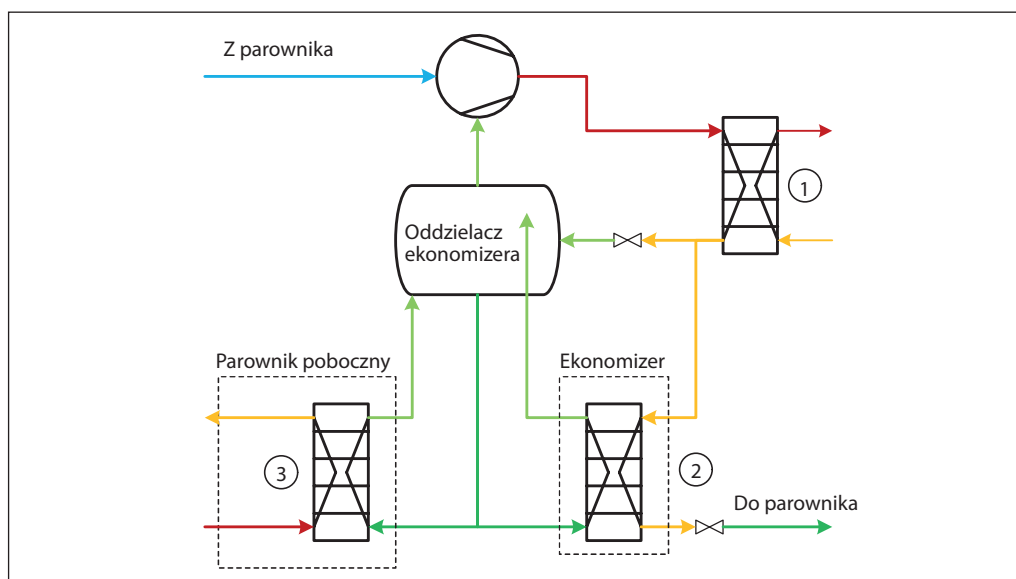 Z parownika
1
Oddzielacz
ekonomizera
Parownik poboczny
Ekonomizer
3
2
Do parownika